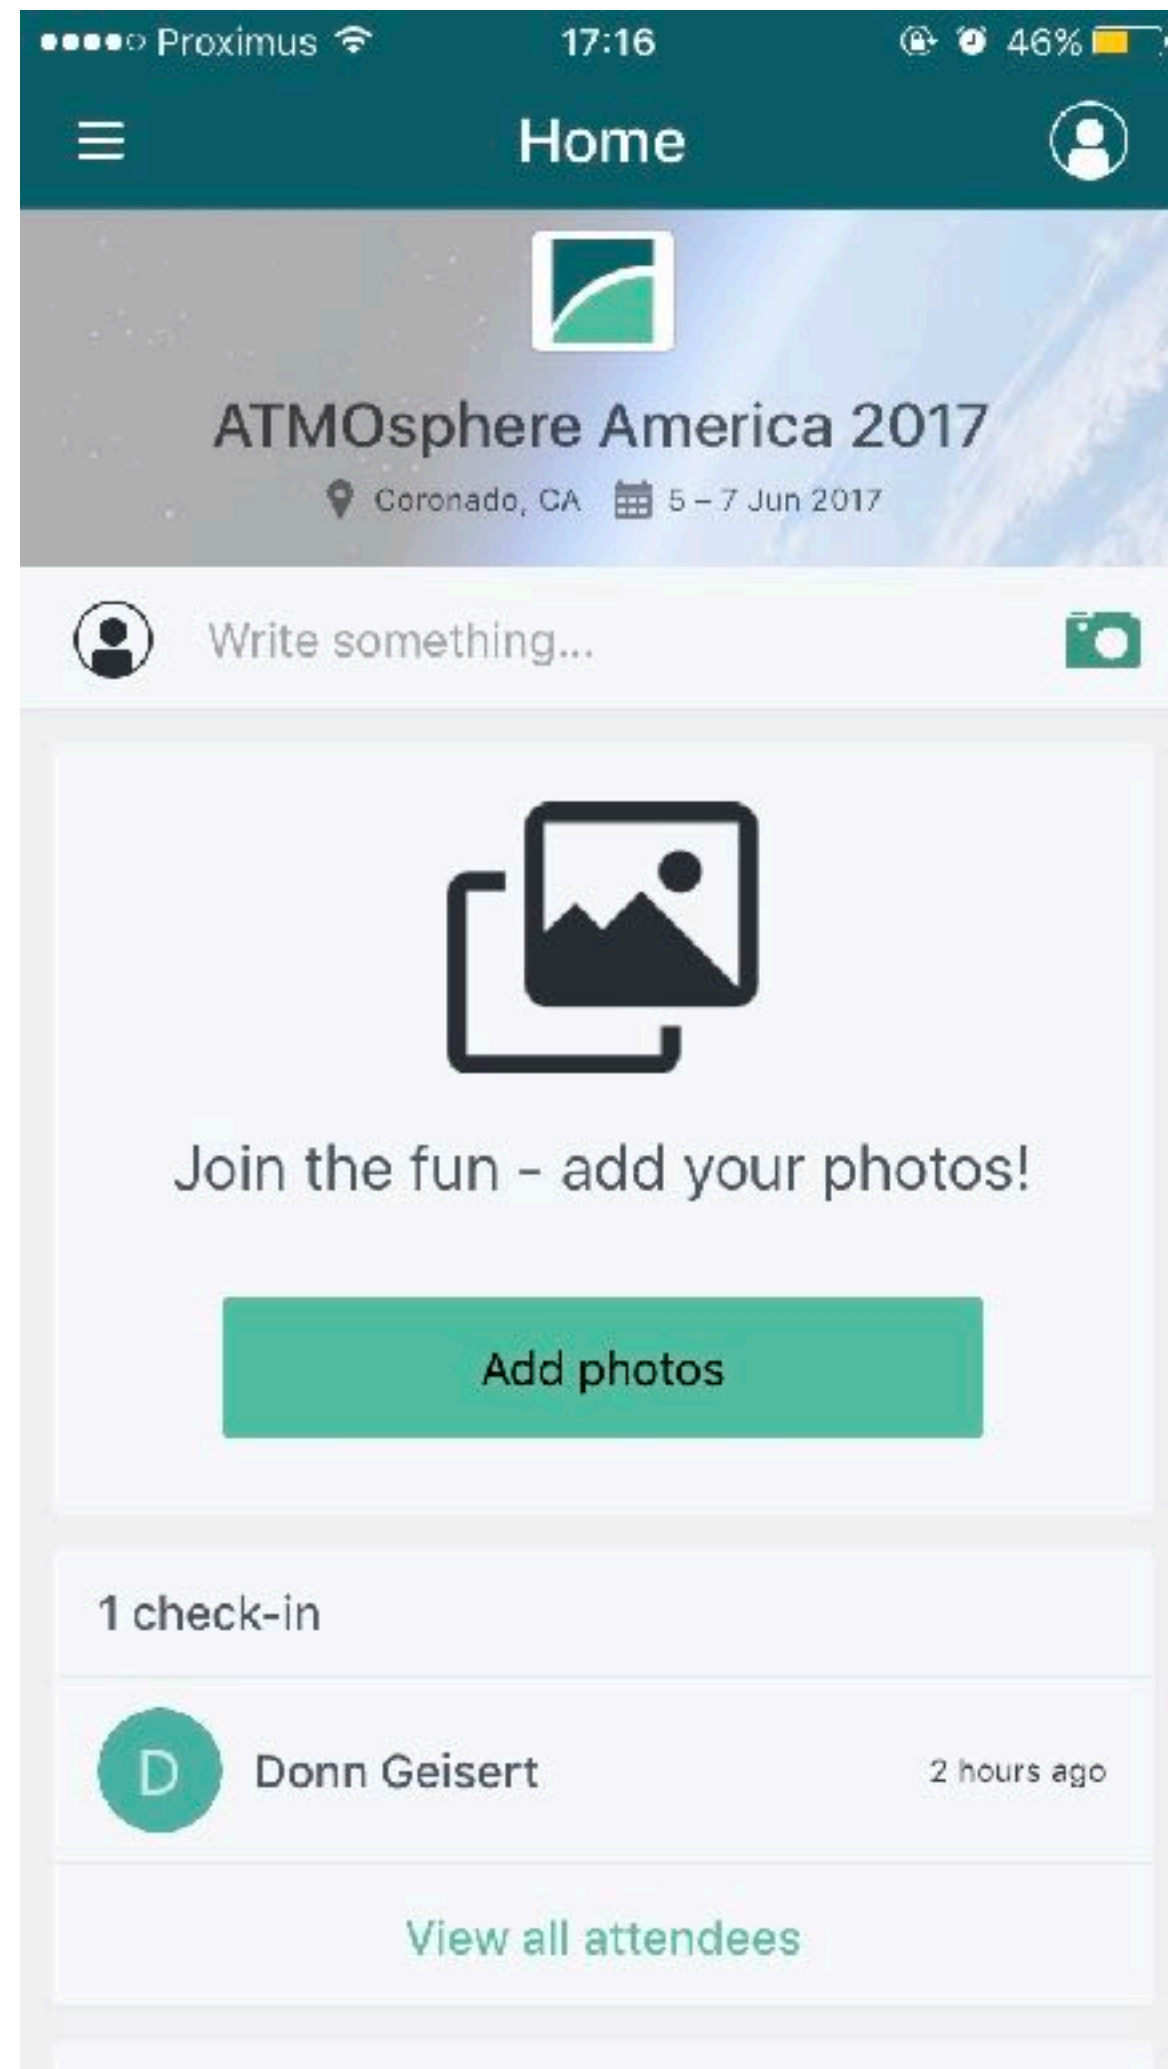 Proximus 17:16 46%
Home
ATMOsphere America 2017
Coronado, CA 5 – 7 Jun 2017
Write something...
Join the fun - add your photos!
Add photos
1 check-in
D Donn Geisert 2 hours ago
View all attendees